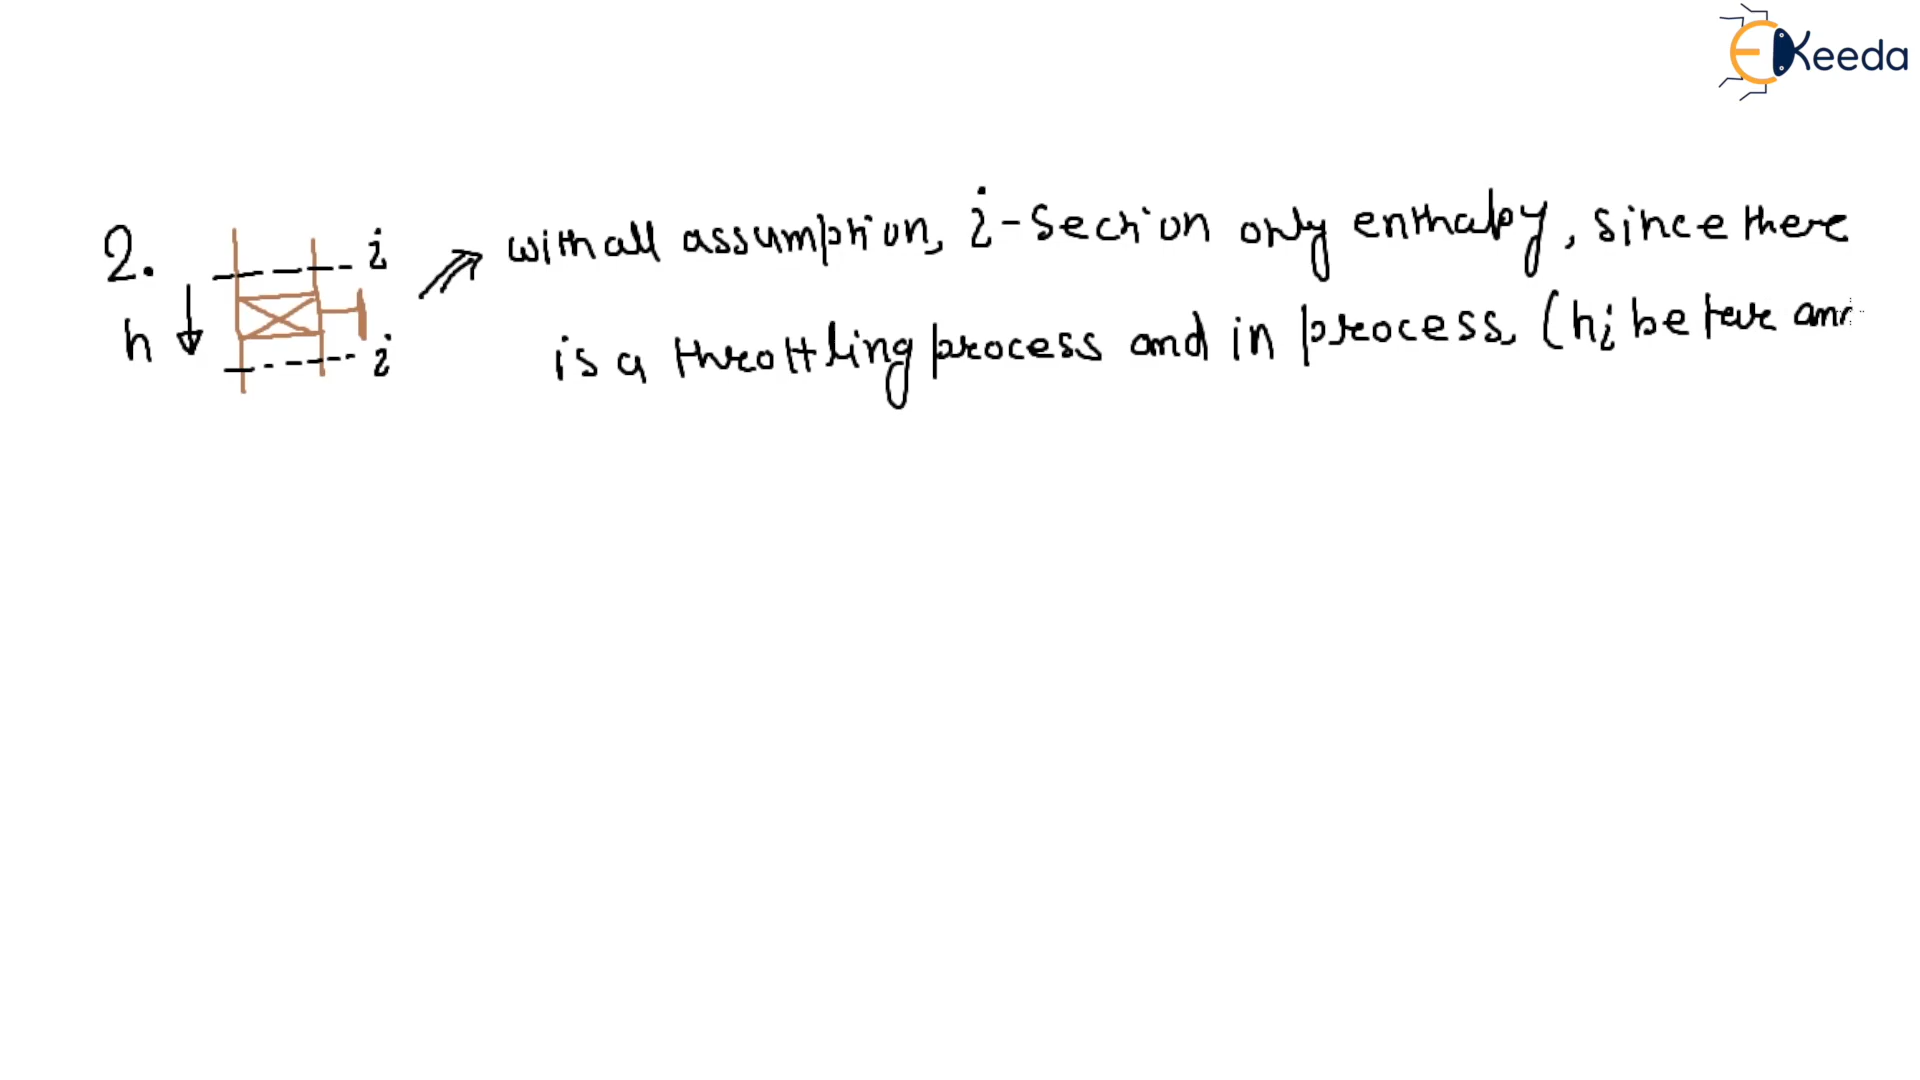 EKeeda
2.
i
h
i
with all assumption, i-section only enthalpy, since there
is a throttling process and in process, (hi before and